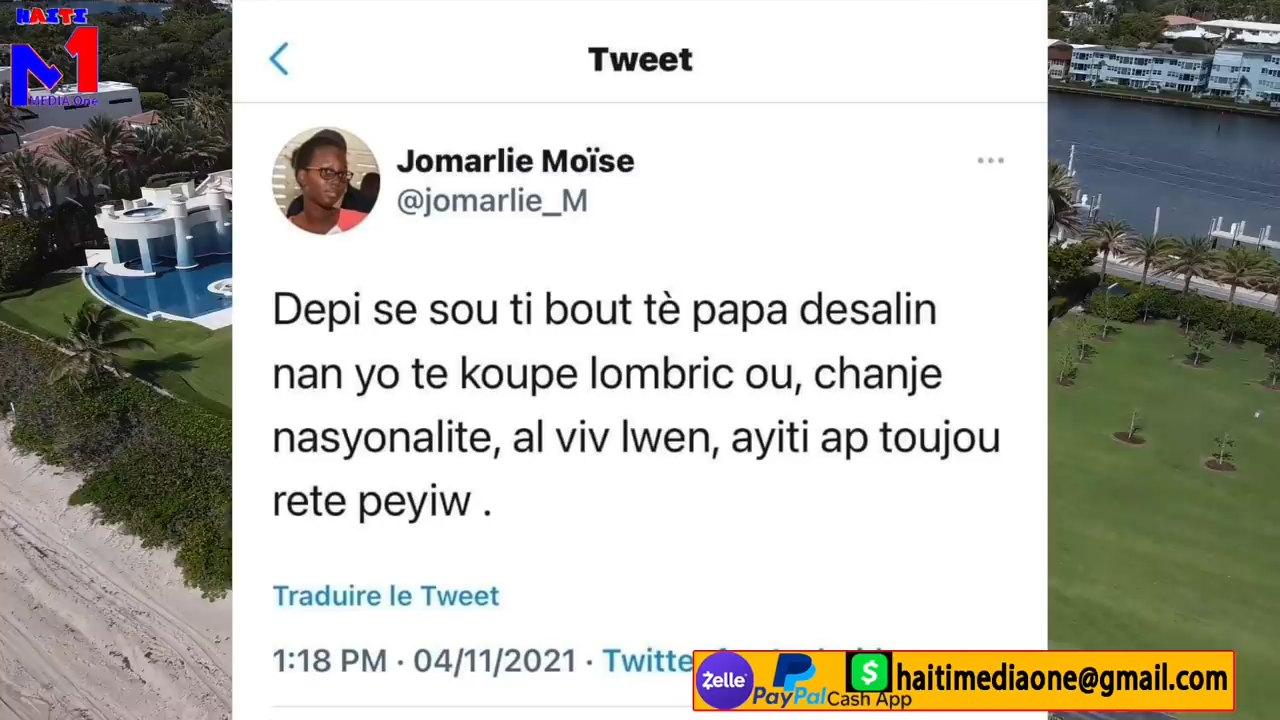 HAITI
M1
MEDIA One
Tweet
Jomarlie Moïse
@jomarlie_M
Depi se sou ti bout tè papa desalin
nan yo te koupe lombric ou, chanje
nasyonalite, al viv lwen, ayiti ap toujou
rete peyiw .
Traduire le Tweet
1:18 PM · 04/11/2021 ·
Zelle PayPal $ Cash App haitimediaone@gmail.com